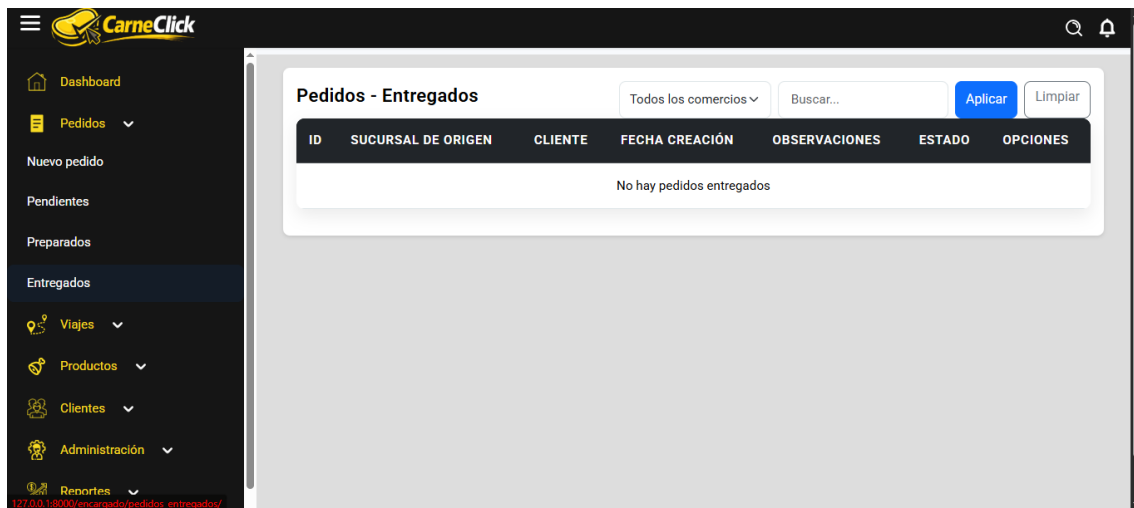 CarneClick
Dashboard
Pedidos
Nuevo pedido
Pendientes
Preparados
Entregados
Viajes
Productos
Clientes
Administración
Reportes
127.0.0.1:8000/encargado/pedidos_entregados/
Pedidos - Entregados
Todos los comercios
Buscar...
Aplicar
Limpiar
ID SUCURSAL DE ORIGEN CLIENTE FECHA CREACIÓN OBSERVACIONES ESTADO OPCIONES
No hay pedidos entregados